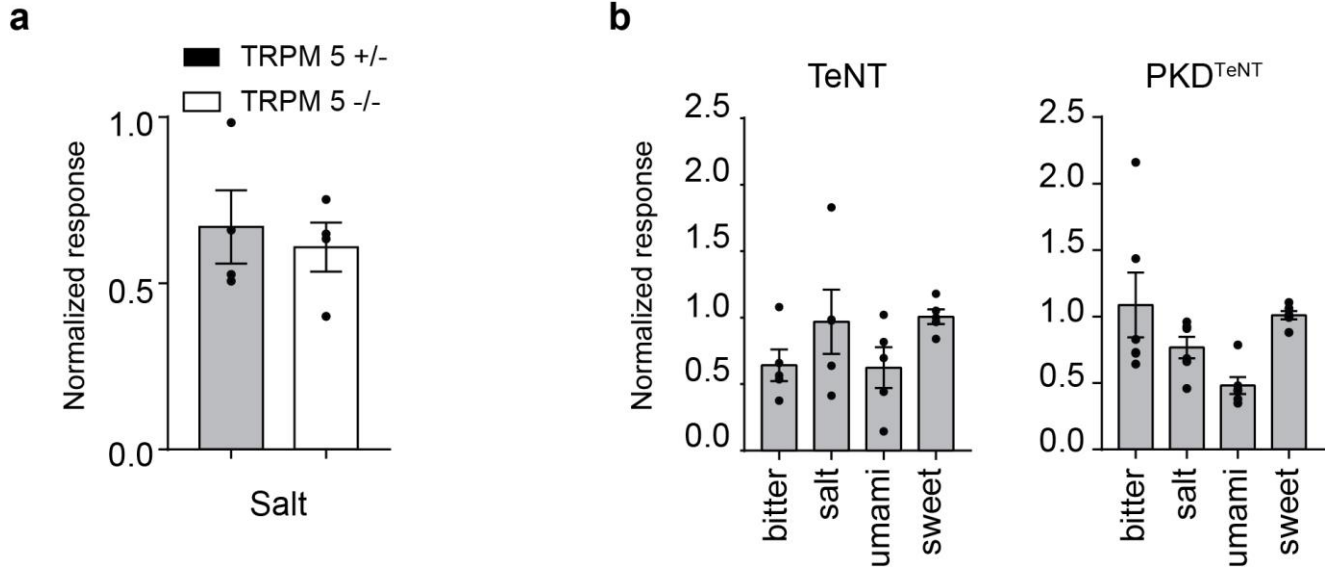 a
TRPM 5 +/-
TRPM 5 -/-
Normalized response
1.0
0.5
0.0
Salt
b
TeNT
Normalized response
2.5
2.0
1.5
1.0
0.5
0.0
bitter
salt
umami
sweet
PKD^TeNT
2.5
2.0
1.5
1.0
0.5
0.0
bitter
salt
umami
sweet